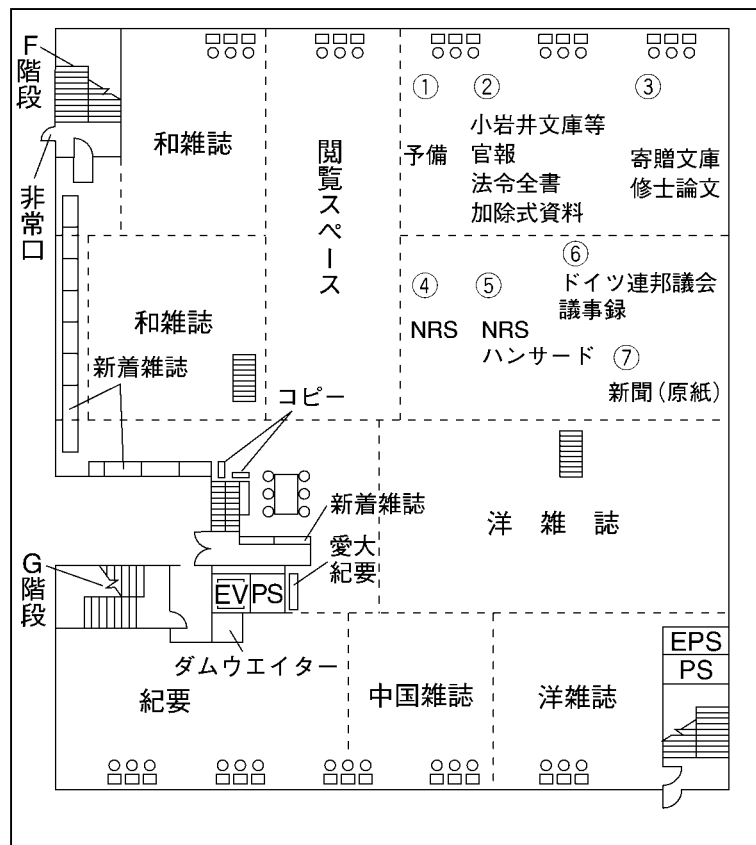 F階段
和雑誌
閲覧スペース
①
予備
②
小岩井文庫等
官報
法令全書
加除式資料
③
寄贈文庫
修士論文
非常口
和雑誌
④
NRS
⑤
NRS
ハンサード
⑥
ドイツ連邦議会
議事録
⑦
新聞(原紙)
新着雑誌
コピー
新着雑誌
洋雑誌
愛大
紀要
G階段
EV
PS
ダムウエイター
紀要
中国雑誌
洋雑誌
EPS
PS